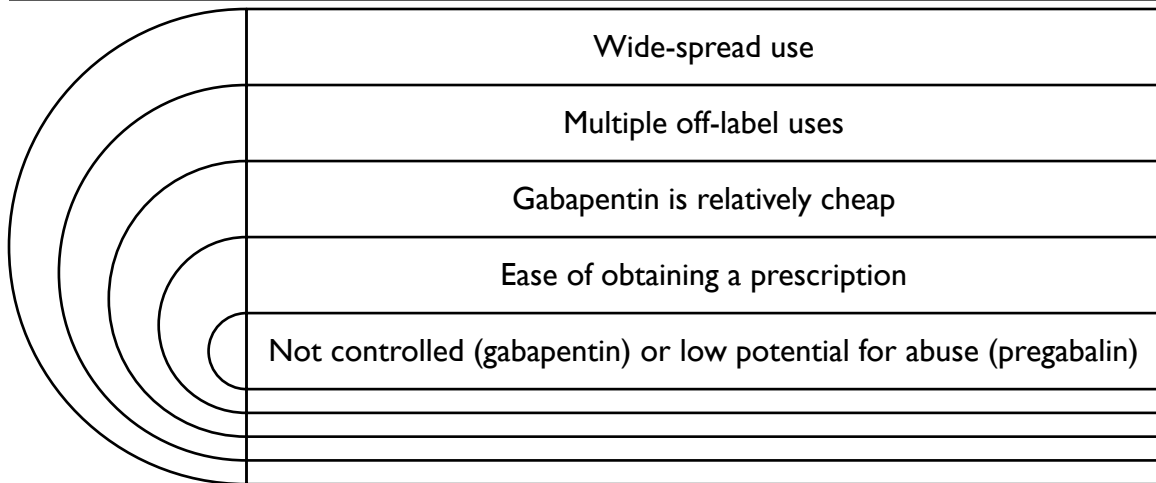 Wide-spread use
Multiple off-label uses
Gabapentin is relatively cheap
Ease of obtaining a prescription
Not controlled (gabapentin) or low potential for abuse (pregabalin)